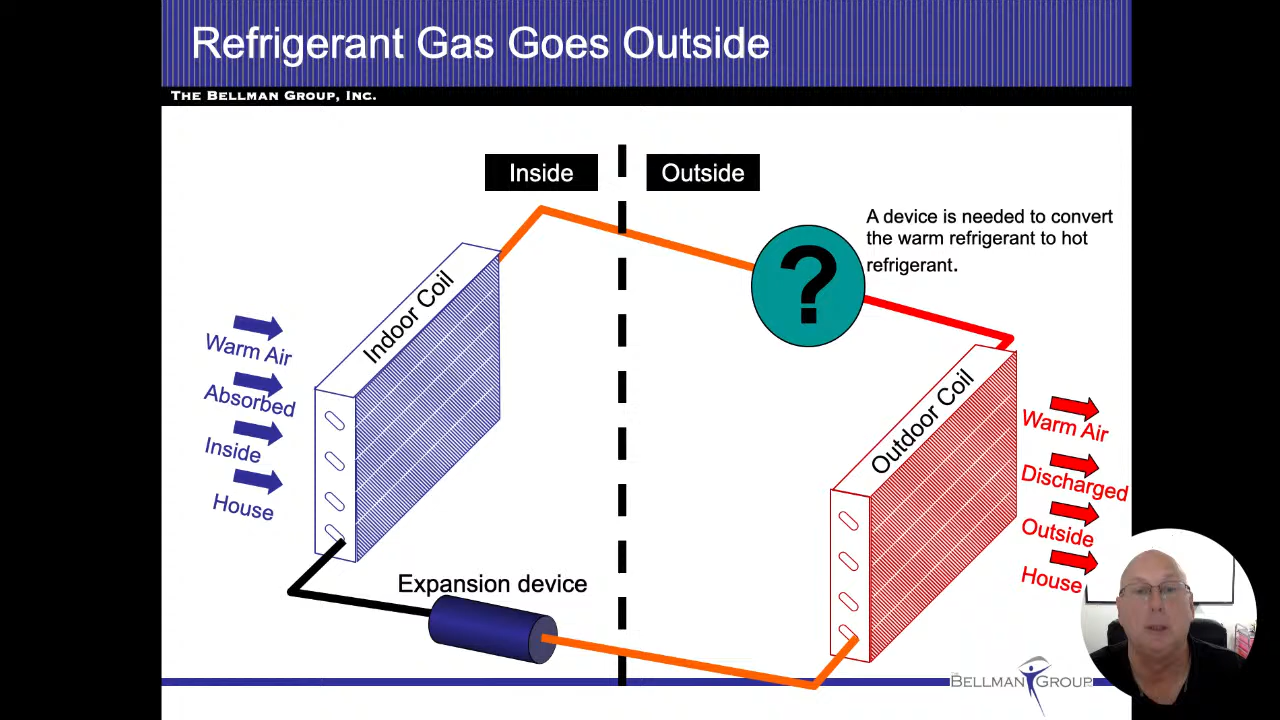 Refrigerant Gas Goes Outside
THE BELLMAN GROUP, INC.
Inside
Outside
A device is needed to convert
the warm refrigerant to hot
refrigerant.
?
Indoor Coil
Warm Air
Absorbed
Inside
House
Outdoor Coil
Warm Air
Discharged
Outside
House
Expansion device
THE BELLMAN GROUP